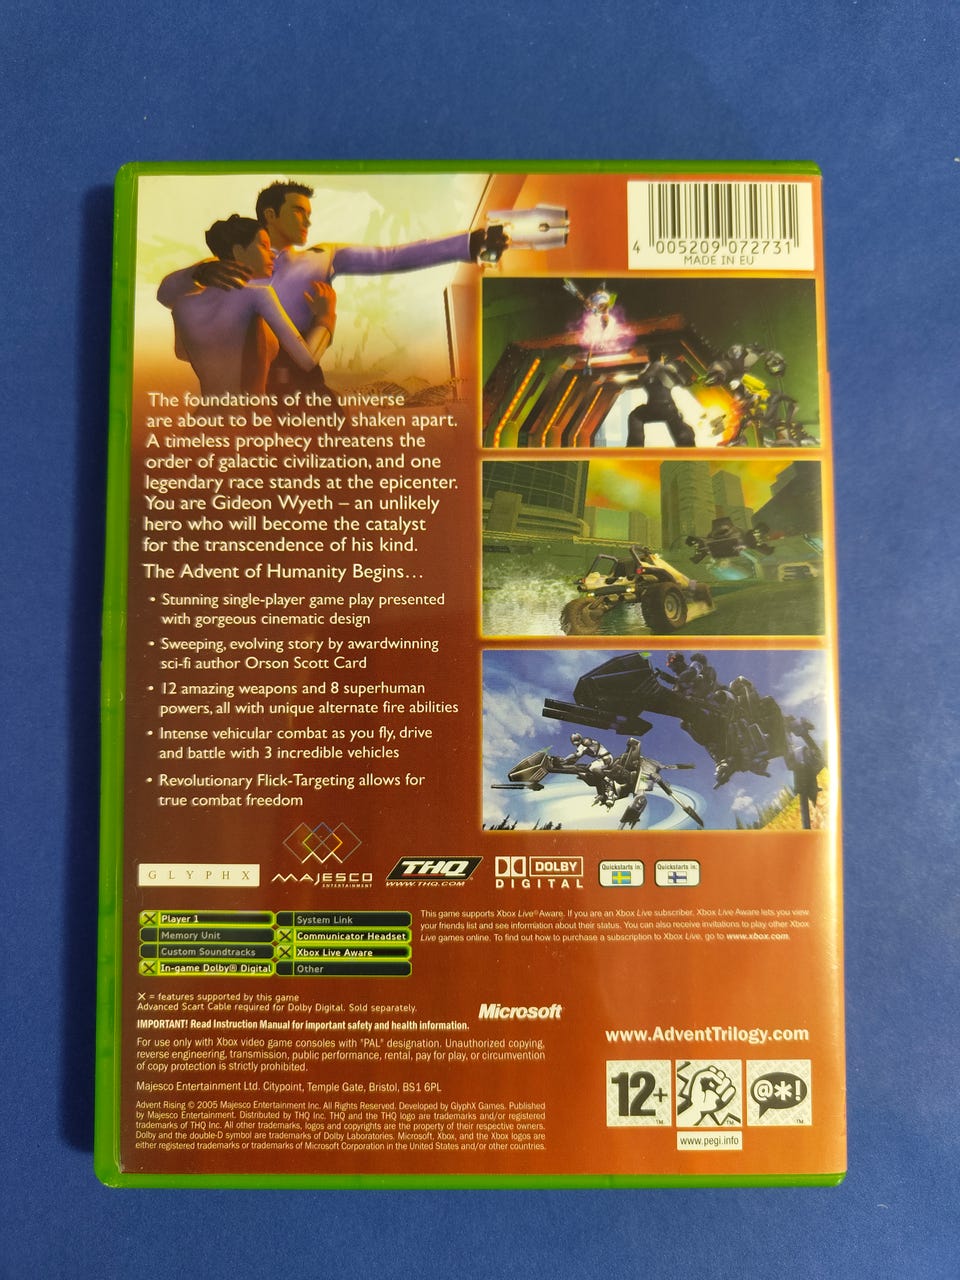 4 005209 072731
MADE IN EU
The foundations of the universe
are about to be violently shaken apart.
A timeless prophecy threatens the
order of galactic civilization, and one
legendary race stands at the epicenter.
You are Gideon Wyeth – an unlikely
hero who will become the catalyst
for the transcendence of his kind.
The Advent of Humanity Begins...
• Stunning single-player game play presented
with gorgeous cinematic design
• Sweeping, evolving story by awardwinning
sci-fi author Orson Scott Card
• 12 amazing weapons and 8 superhuman
powers, all with unique alternate fire abilities
• Intense vehicular combat as you fly, drive
and battle with 3 incredible vehicles
• Revolutionary Flick-Targeting allows for
true combat freedom
GLYPHX
MAJESCO
ENTERTAINMENT
THQ
WWW.THQ.COM
DOLBY
DIGITAL
Quickstarts in:
Quickstarts in:
Player 1
System Link
Memory Unit
Communicator Headset
Custom Soundtracks
Xbox Live Aware
In-game Dolby® Digital
Other
This game supports Xbox Live® Aware. If you are an Xbox Live subscriber, Xbox Live Aware lets you view
your friends list and see information about their status. You can also receive invitations to play other Xbox
Live games online. To find out how to purchase a subscription to Xbox Live, go to www.xbox.com.
X = features supported by this game
Advanced Scart Cable required for Dolby Digital. Sold separately.
IMPORTANT! Read Instruction Manual for important safety and health information.
Microsoft
For use only with Xbox video game consoles with "PAL" designation. Unauthorized copying,
reverse engineering, transmission, public performance, rental, pay for play, or circumvention
of copy protection is strictly prohibited.
www.AdventTrilogy.com
Majesco Entertainment Ltd. Citypoint, Temple Gate, Bristol, BS1 6PL
Advent Rising © 2005 Majesco Entertainment Inc. All Rights Reserved. Developed by GlyphX Games. Published
by Majesco Entertainment. Distributed by THQ Inc. THQ and the THQ logo are trademarks and/or registered
trademarks of THQ Inc. All other trademarks, logos and copyrights are the property of their respective owners.
Dolby and the double-D symbol are trademarks of Dolby Laboratories. Microsoft, Xbox, and the Xbox logos are
either registered trademarks or trademarks of Microsoft Corporation in the United States and/or other countries.
12+
@*!
www.pegi.info